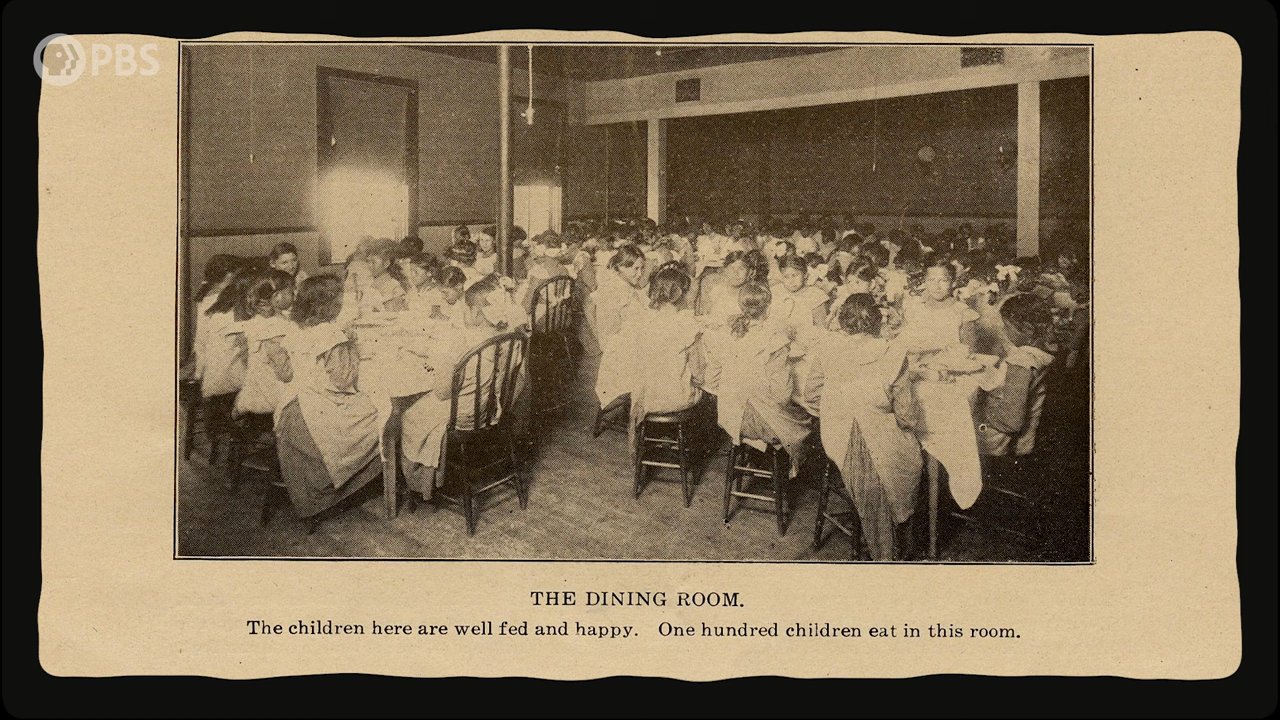 PBS
THE DINING ROOM.
The children here are well fed and happy. One hundred children eat in this room.